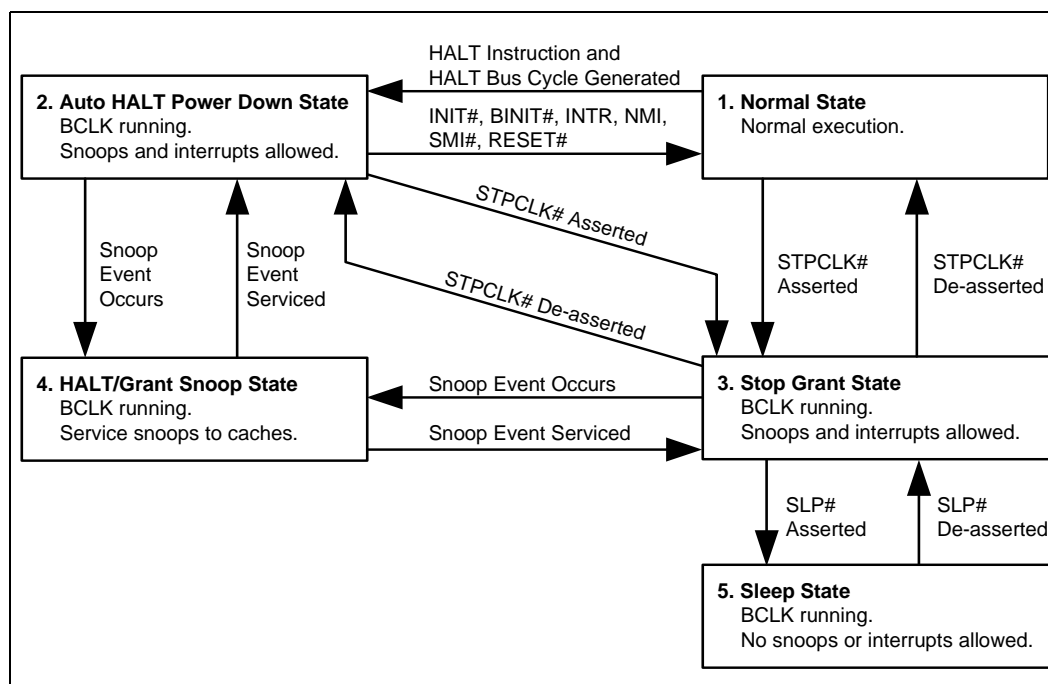 HALT Instruction and
HALT Bus Cycle Generated
2. Auto HALT Power Down State
BCLK running.
Snoops and interrupts allowed.
1. Normal State
Normal execution.
INIT#, BINIT#, INTR, NMI,
SMI#, RESET#
STPCLK# Asserted
STPCLK# De-asserted
Snoop
Event
Occurs
Snoop
Event
Serviced
STPCLK#
Asserted
STPCLK#
De-asserted
4. HALT/Grant Snoop State
BCLK running.
Service snoops to caches.
Snoop Event Occurs
Snoop Event Serviced
3. Stop Grant State
BCLK running.
Snoops and interrupts allowed.
SLP#
Asserted
SLP#
De-asserted
5. Sleep State
BCLK running.
No snoops or interrupts allowed.